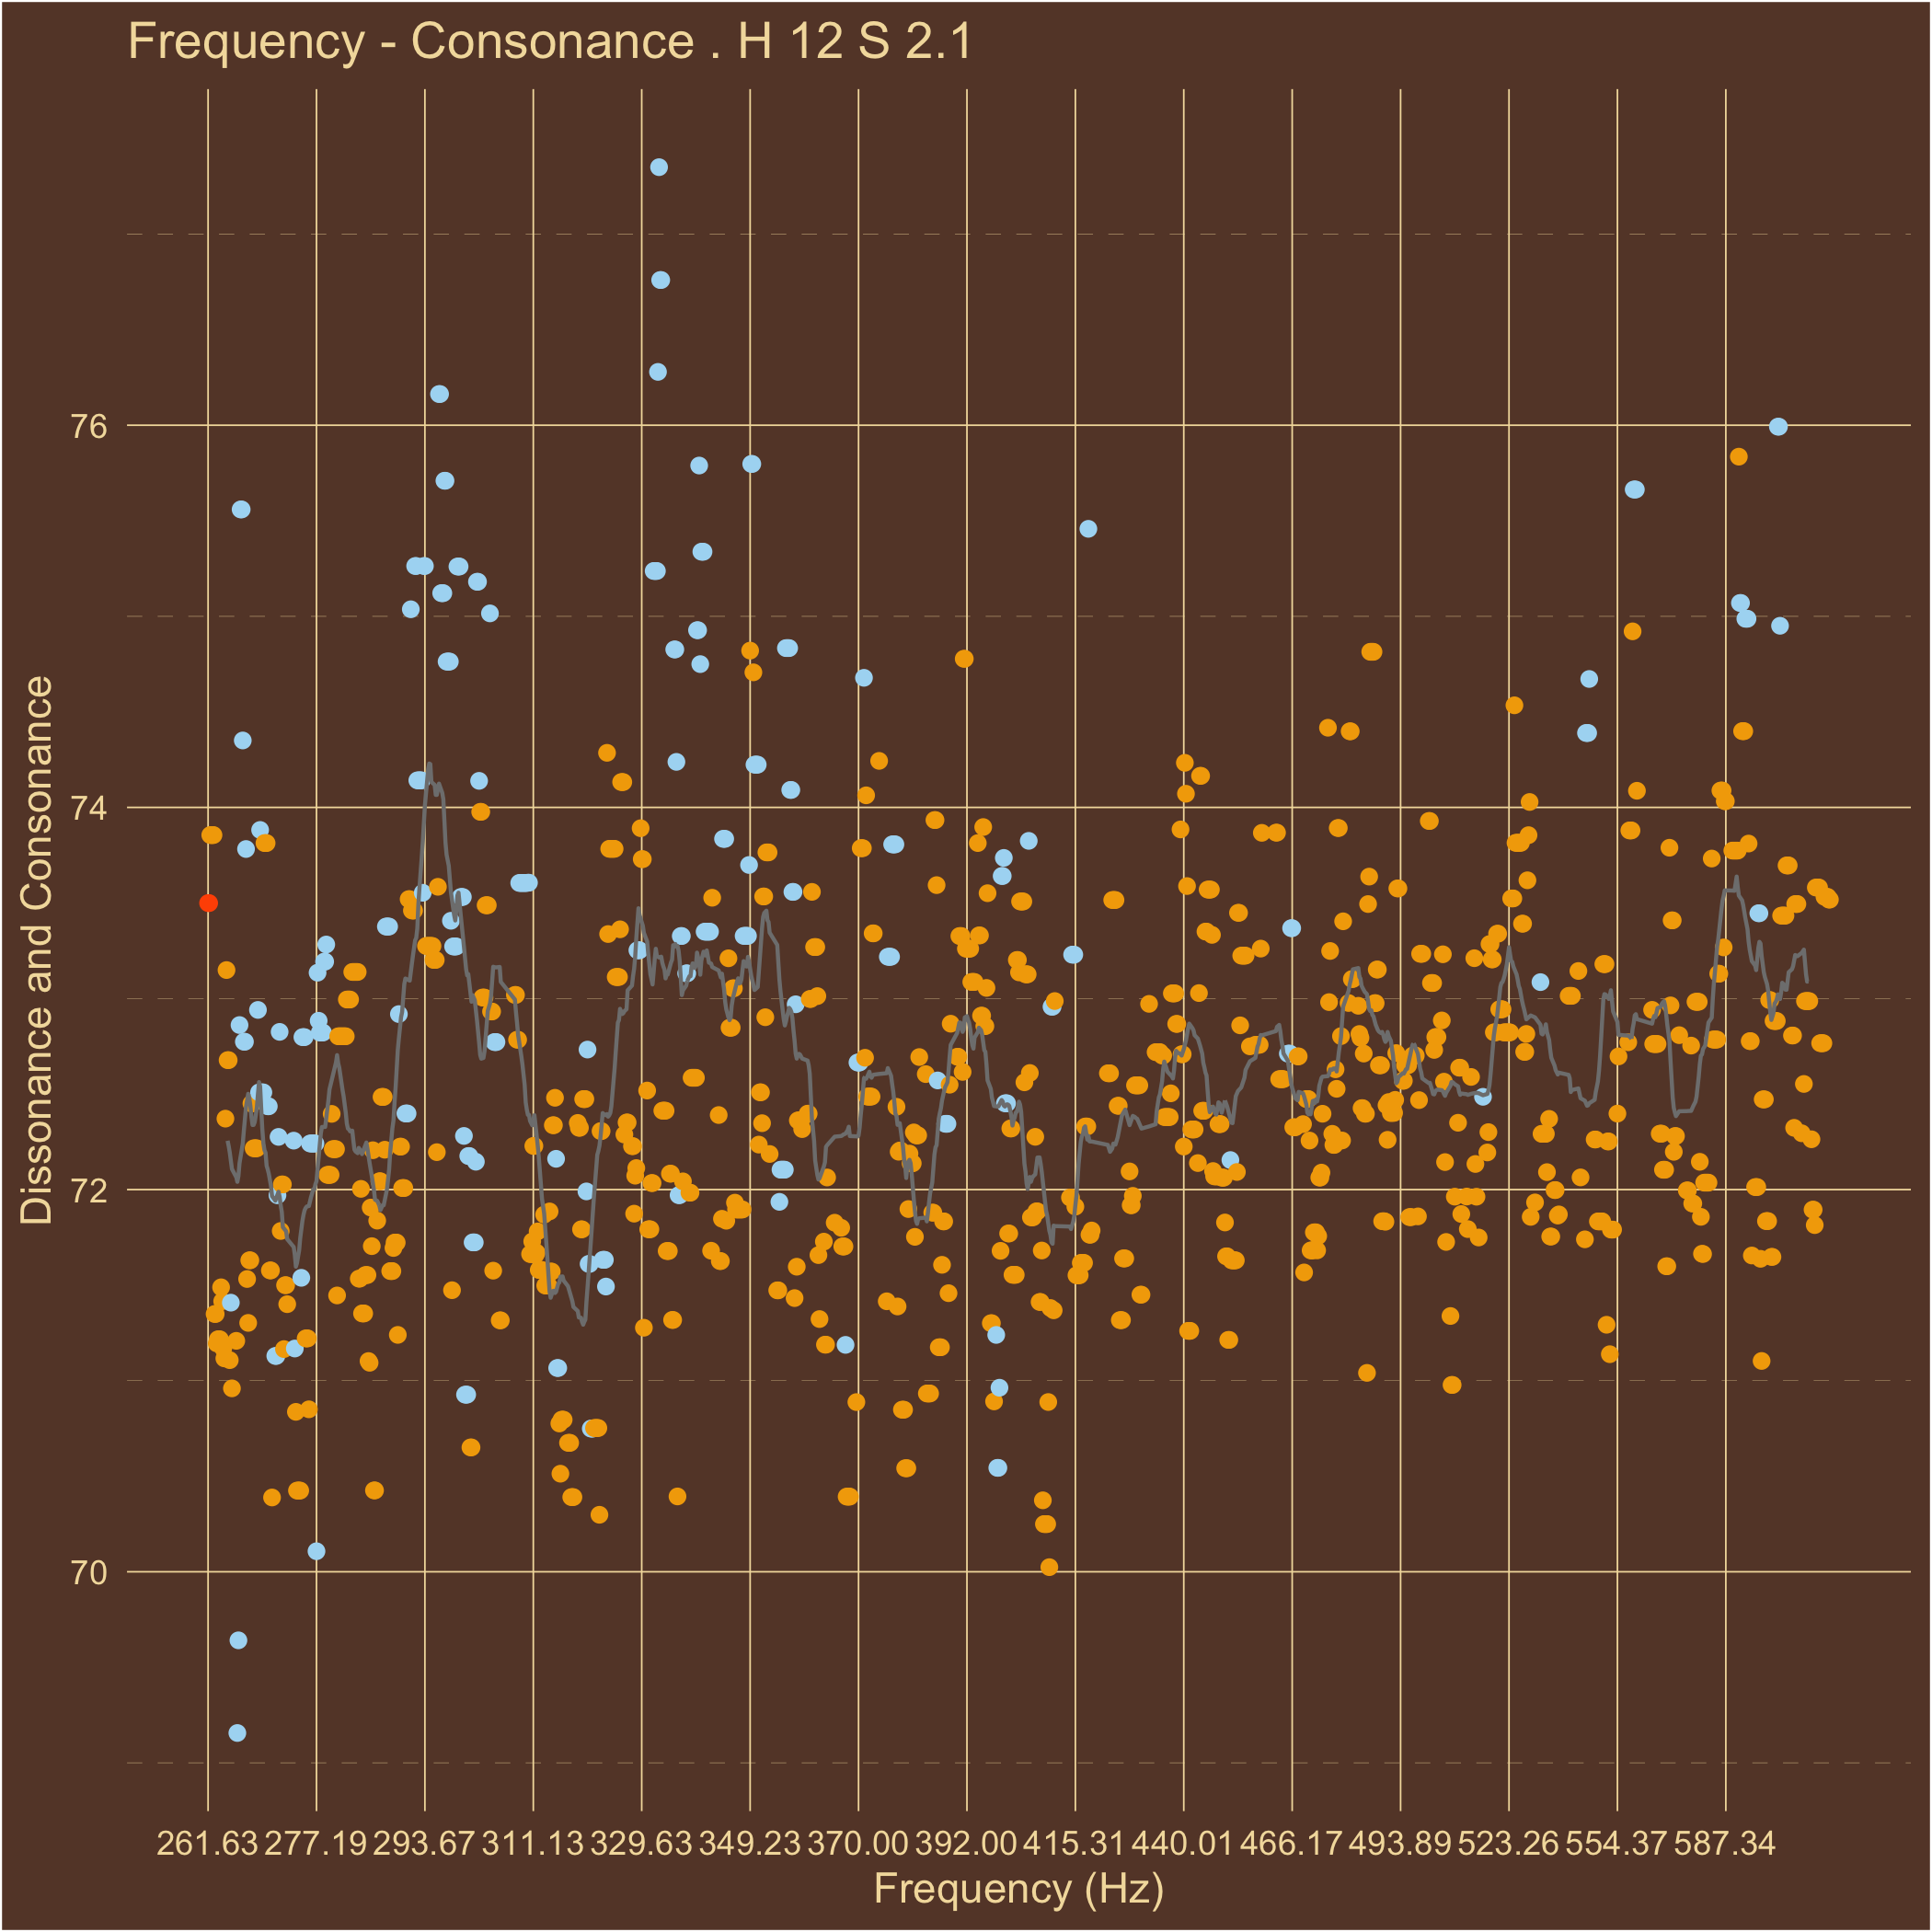 Frequency - Consonance . H 12 S 2.1
Dissonance and Consonance
76
74
72
70
261.63 277.19 293.67 311.13 329.63 349.23 370.00 392.00 415.31 440.01 466.17 493.89 523.26 554.37 587.34
Frequency (Hz)